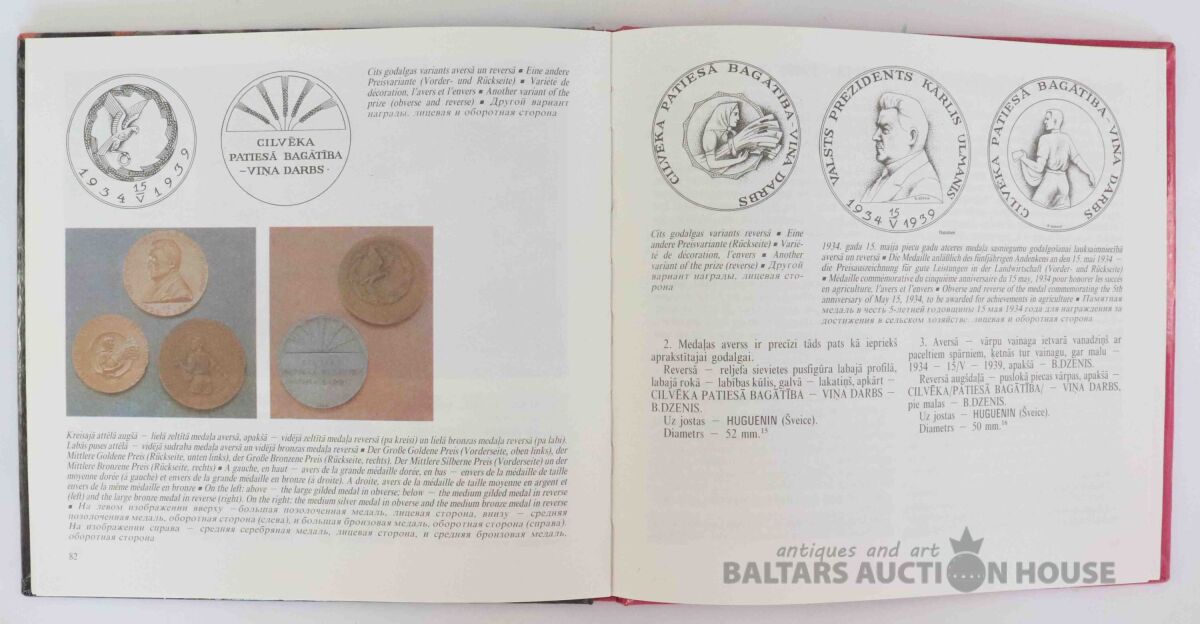 1934 15/V 1939
CILVĒKA
PATIESĀ BAGĀTĪBA
– VIŅA DARBS ·
Cits godalgas variants aversā un reversā ▪ Eine andere
Preisvariante (Vorder- und Rückseite) ▪ Variété de
decoration, l'avers et l'envers ▪ Another variant of the
prize (obverse and reverse) ▪ Другой вариант
награды, лицевая и оборотная сторона
Kreisajā attēlā augšā – lielā zeltītā medaļa aversā, apakšā – vidējā zeltītā medaļa reversā (pa kreisi) un lielā bronzas medaļa reversā (pa labi).
Labās puses attēlā – vidējā sudraba medaļa aversā un vidējā bronzas medaļa reversā ▪ Der Große Goldene Preis (Vorderseite, oben links), der
Mittlere Goldene Preis (Rückseite, unten links), der Große Bronzene Preis (Rückseite, rechts). Der Mittlere Silberne Preis (Vorderseite) un der
Mittlere Bronzene Preis (Rückseite, rechts) ▪ A gauche, en haut – avers de la grande médaille dorée, en bas – envers de la médaille de taille
moyenne dorée (à gauche) et envers de la grande médaille en bronze (à droite). A droite, avers de la médaille de taille moyenne en argent et
envers de la même médaille en bronze ▪ On the left: above – the large gilded medal in obverse; below – the medium gilded medal in reverse
(left) and the large bronze medal in reverse (right). On the right: the medium silver medal in obverse and the medium bronze medal in reverse
▪ На левом изображении вверху – большая позолоченная медаль, лицевая сторона, внизу – средняя
позолоченная медаль, оборотная сторона (слева), и большая бронзовая медаль, оборотная сторона (справа).
На изображении справа – средняя серебряная медаль, лицевая сторона, и средняя бронзовая медаль,
оборотная сторона
82
CILVĒKA PATIESĀ BAGĀTĪBA – VIŅA DARBS
VALSTS PREZIDENTS KĀRLIS ULMANIS
1934 15/V 1939
CILVĒKA PATIESĀ BAGĀTĪBA – VIŅA DARBS
Cits godalgas variants reversā ▪ Eine
andere Preisvariante (Rückseite) ▪ Varié-
té de decoration, l'envers ▪ Another
variant of the prize (reverse) ▪ Другой
вариант награды, лицевая сто-
рона
1934. gada 15. maija piecu gadu atceres medaļa sasniegumu godalgošanai lauksaimniecībā
aversā un reversā ▪ Die Medaille anläßlich des fünfjährigen Andenkens an den 15. mai 1934 –
die Preisauszeichnung für gute Leistungen in der Landwirtschaft (Vorder- und Rückseite)
▪ Médaille commémorative du cinquième anniversaire du 15 may, 1934 pour honorer les succès
en agriculture, l'avers et l'envers ▪ Obverse and reverse of the medal commemorating the 5th
anniversary of May 15, 1934, to be awarded for achievements in agriculture ▪ Памятная
медаль в честь 5-летней годовщины 15 мая 1934 года для награждения за
достижения в сельском хозяйстве, лицевая и оборотная сторона
2. Medaļas averss ir precīzi tāds pats kā iepriekš
aprakstītajai godalgai.
Reversā – reljefa sievietes pusfigūra labajā profilā,
labajā rokā – labības kūlis, galvā – lakatiņš, apkārt –
CILVĒKA PATIESĀ BAGĀTĪBA – VIŅA DARBS –
B.DZENIS.
Uz jostas – HUGUENIN (Šveice).
Diametrs – 52 mm.15
3. Aversā – vārpu vainaga ietvarā vanadziņš ar
paceltiem spārniem, ķetnās tur vainagu, gar malu –
1934 – 15/V – 1939, apakšā – B.DZENIS.
Reversā augšdaļā – puslokā piecas vārpas, apakšā –
CILVĒKA/PATIESĀ BAGĀTĪBA/ – VIŅA DARBS,
pie malas – B.DZENIS.
Uz jostas – HUGUENIN (Šveice).
Diametrs – 50 mm.16
antiques and art
BALTARS AUCTION HOUSE